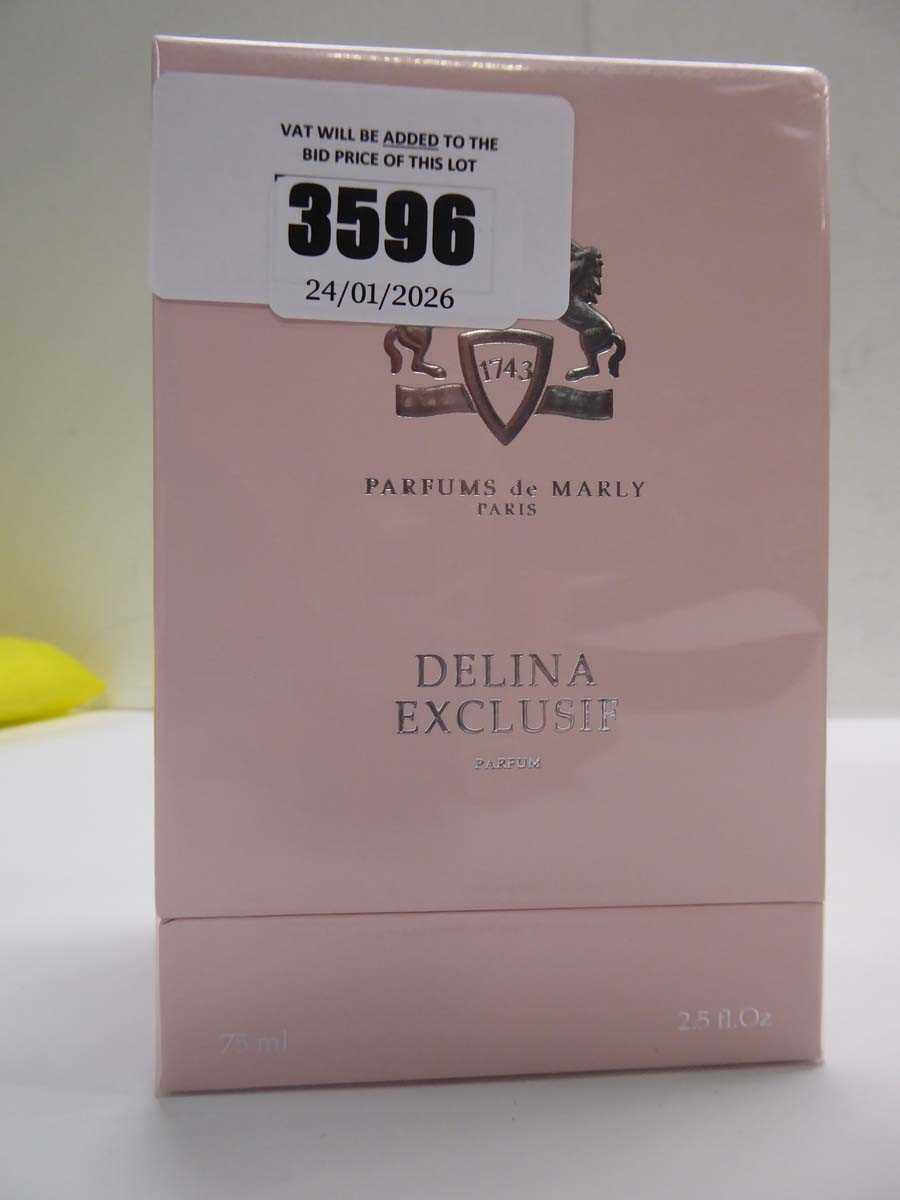 VAT WILL BE ADDED TO THE
BID PRICE OF THIS LOT
3596
24/01/2026
1743
PARFUMS de MARLY
PARIS
DELINA
EXCLUSIF
PARFUM
75 ml
2.5 fl.Oz